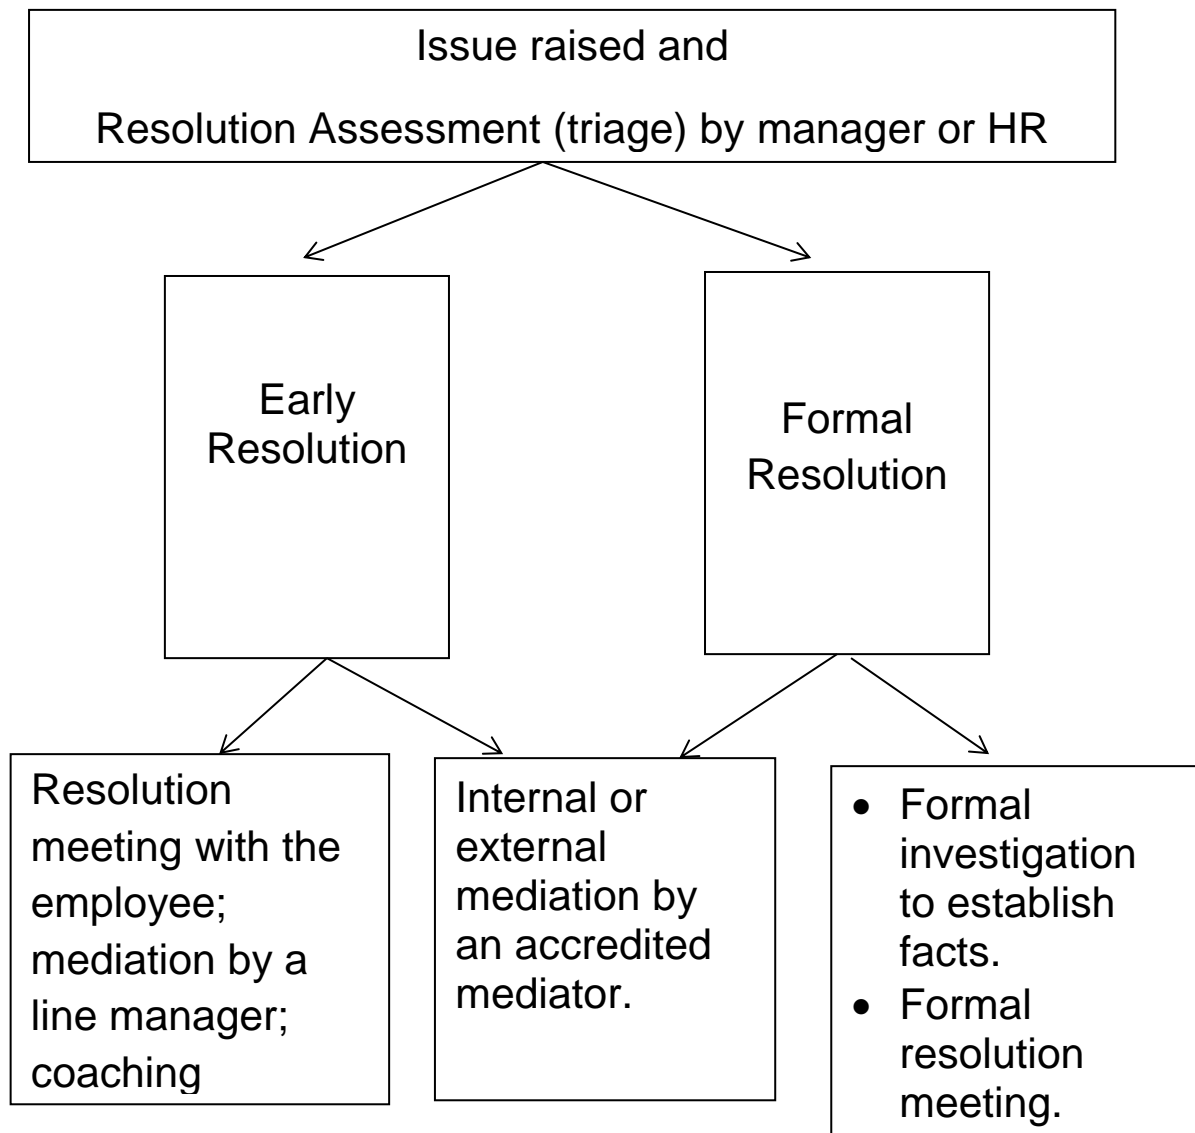 Issue raised and
Resolution Assessment (triage) by manager or HR
Early
Resolution
Formal
Resolution
Resolution
meeting with the
employee;
mediation by a
line manager;
coaching
Internal or
external
mediation by
an accredited
mediator.
• Formal
investigation
to establish
facts.
• Formal
resolution
meeting.